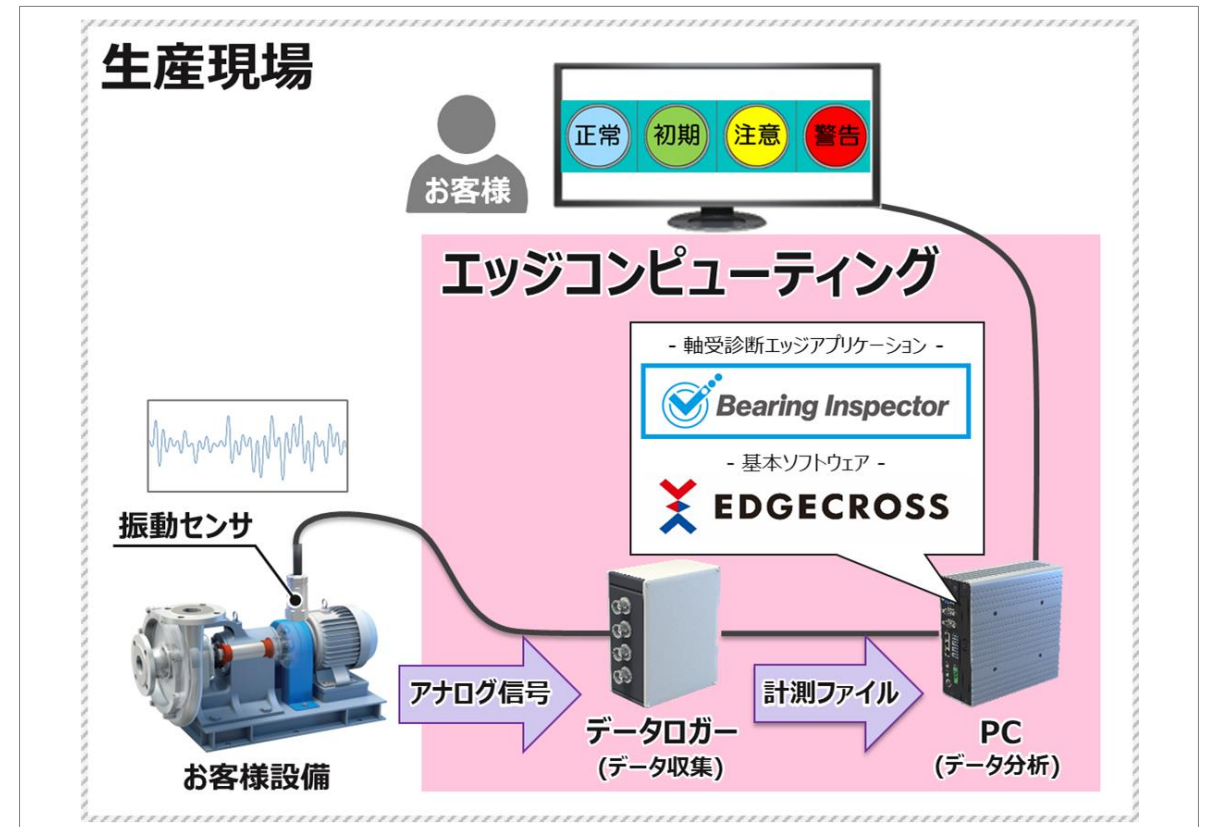 生産現場
正常 初期 注意 警告
お客様
エッジコンピューティング
- 軸受診断エッジアプリケーション -
Bearing Inspector
- 基本ソフトウェア -
EDGECROSS
振動センサ
アナログ信号
計測ファイル
データロガー
(データ収集)
PC
(データ分析)
お客様設備